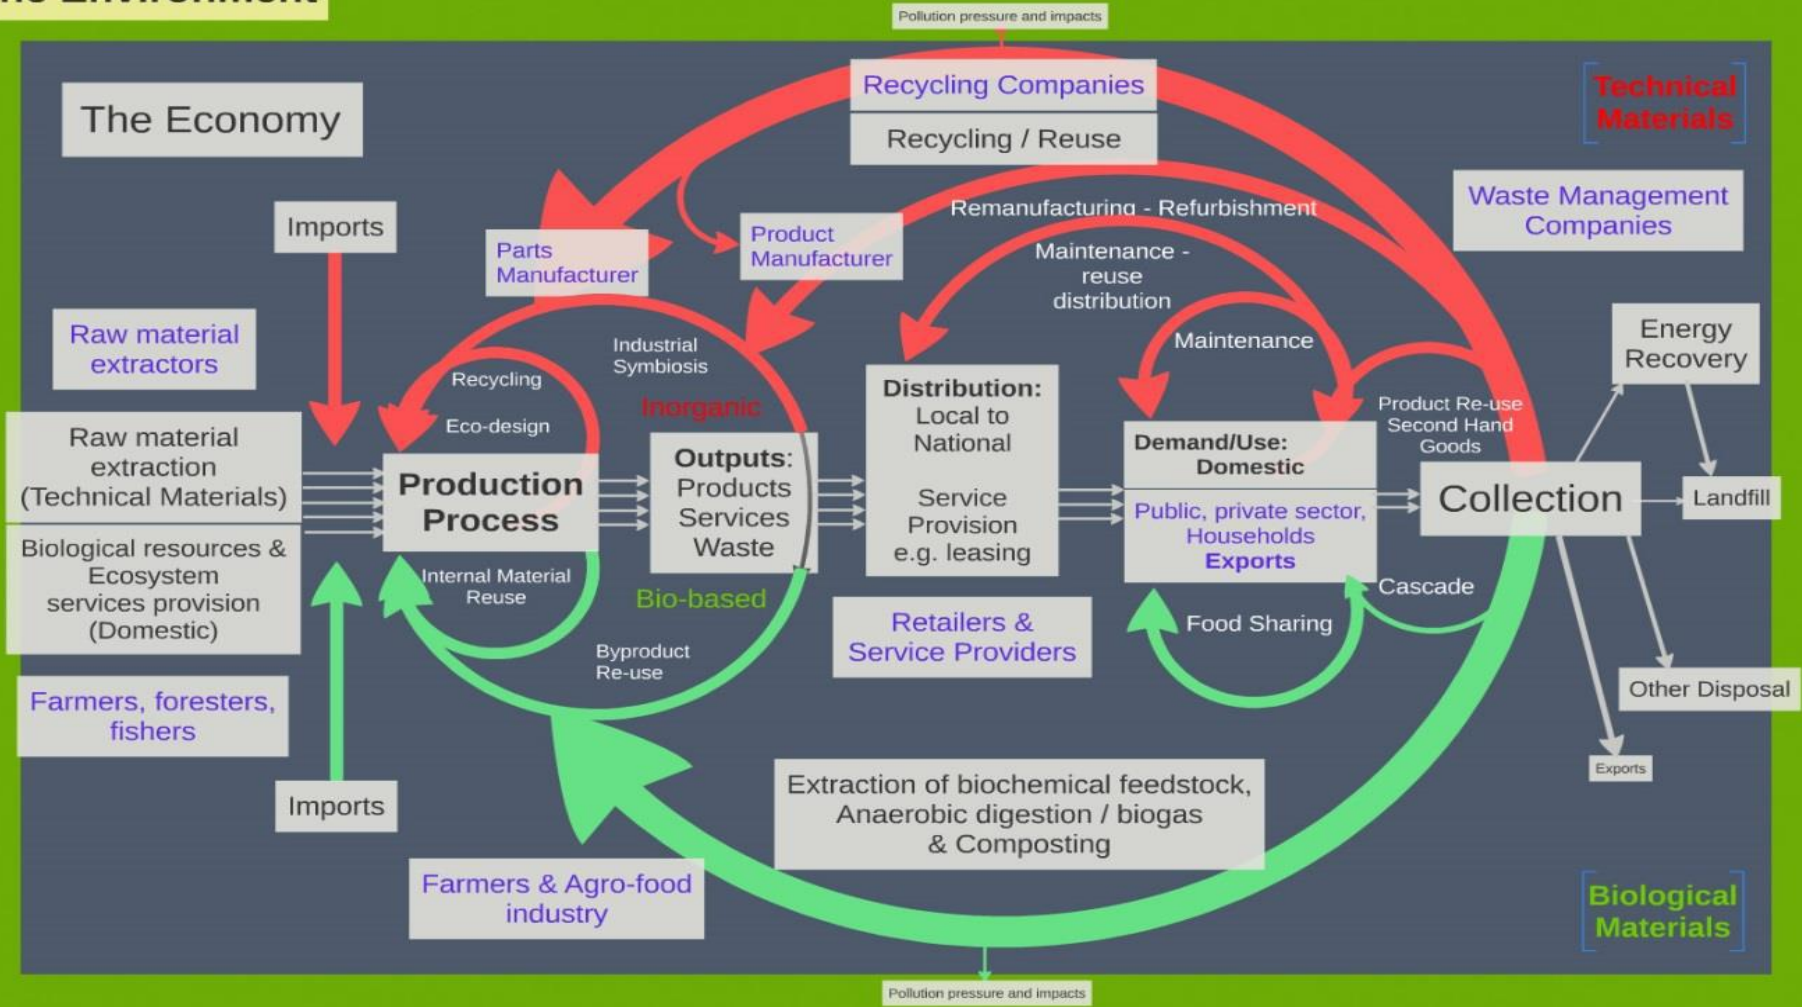 Environment
Pollution pressure and impacts
The Economy
Recycling Companies
Recycling / Reuse
Technical
Materials
Waste Management
Companies
Imports
Parts
Manufacturer
Product
Manufacturer
Remanufacturing - Refurbishment
Maintenance -
reuse
distribution
Maintenance
Raw material
extractors
Industrial
Symbiosis
Recycling
Eco-design
Inorganic
Energy
Recovery
Raw material
extraction
(Technical Materials)
Biological resources &
Ecosystem
services provision
(Domestic)
Production
Process
Outputs:
Products
Services
Waste
Distribution:
Local to
National
Service
Provision
e.g. leasing
Demand/Use:
Domestic
Public, private sector,
Households
Exports
Product Re-use
Second Hand
Goods
Collection
Landfill
Internal Material
Reuse
Bio-based
Byproduct
Re-use
Retailers &
Service Providers
Food Sharing
Cascade
Farmers, foresters,
fishers
Other Disposal
Exports
Imports
Extraction of biochemical feedstock,
Anaerobic digestion / biogas
& Composting
Farmers & Agro-food
industry
Biological
Materials
Pollution pressure and impacts